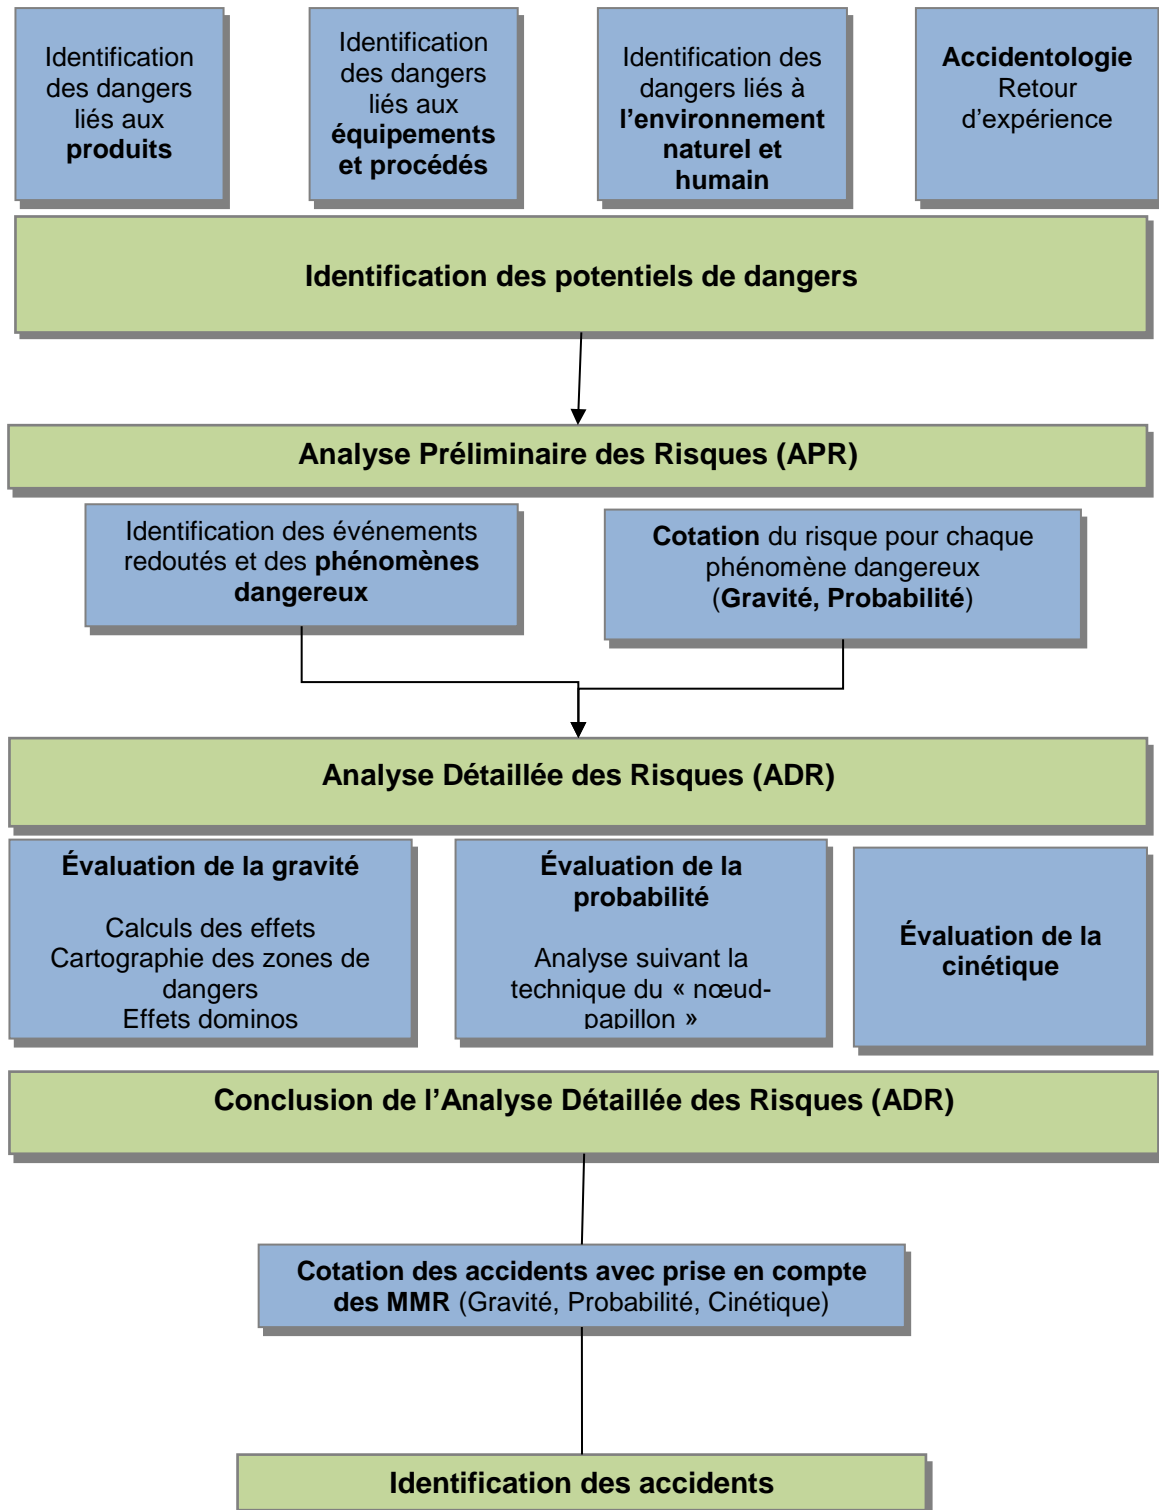 Identification
des dangers
liés aux
produits
Identification
des dangers
liés aux
équipements
et procédés
Identification des
dangers liés à
l'environnement
naturel et
humain
Accidentologie
Retour
d'expérience
Identification des potentiels de dangers
Analyse Préliminaire des Risques (APR)
Identification des événements
redoutés et des phénomènes
dangereux
Cotation du risque pour chaque
phénomène dangereux
(Gravité, Probabilité)
Analyse Détaillée des Risques (ADR)
Évaluation de la gravité
Calculs des effets
Cartographie des zones de
dangers
Effets dominos
Évaluation de la
probabilité
Analyse suivant la
technique du « nœud-
papillon »
Évaluation de la
cinétique
Conclusion de l'Analyse Détaillée des Risques (ADR)
Cotation des accidents avec prise en compte
des MMR (Gravité, Probabilité, Cinétique)
Identification des accidents